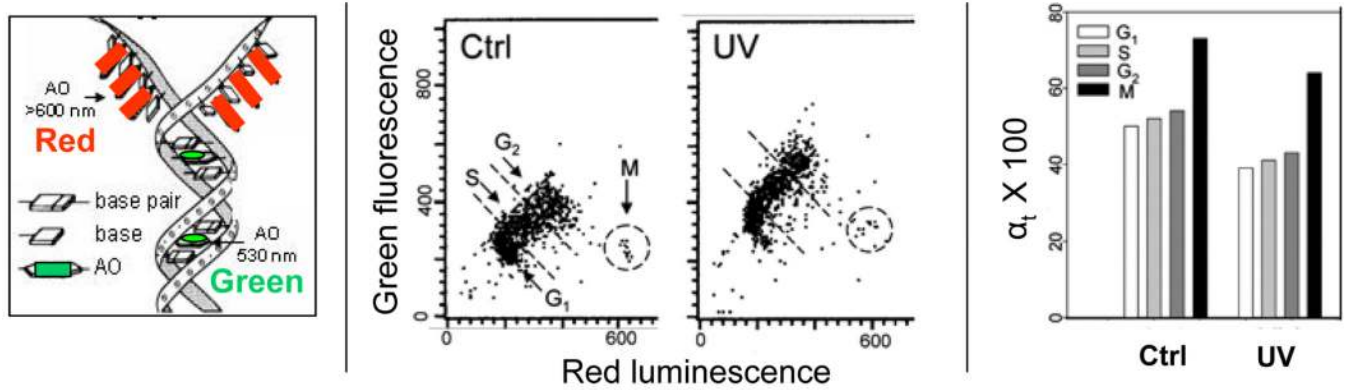 AO
>600 nm
Red
base pair
base
AO
AO
530 nm
Green
Green fluorescence
0
400
800
Ctrl
G₂
S
M
G₁
0
600
UV
0
600
Red luminescence
αt X 100
0
20
40
60
80
G₁
S
G₂
M
Ctrl
UV